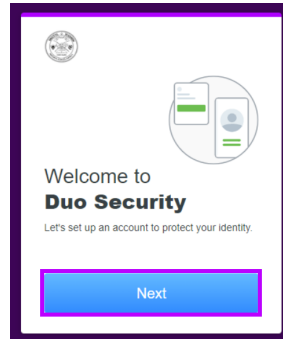 Welcome to
Duo Security
Let's set up an account to protect your identity.
Next